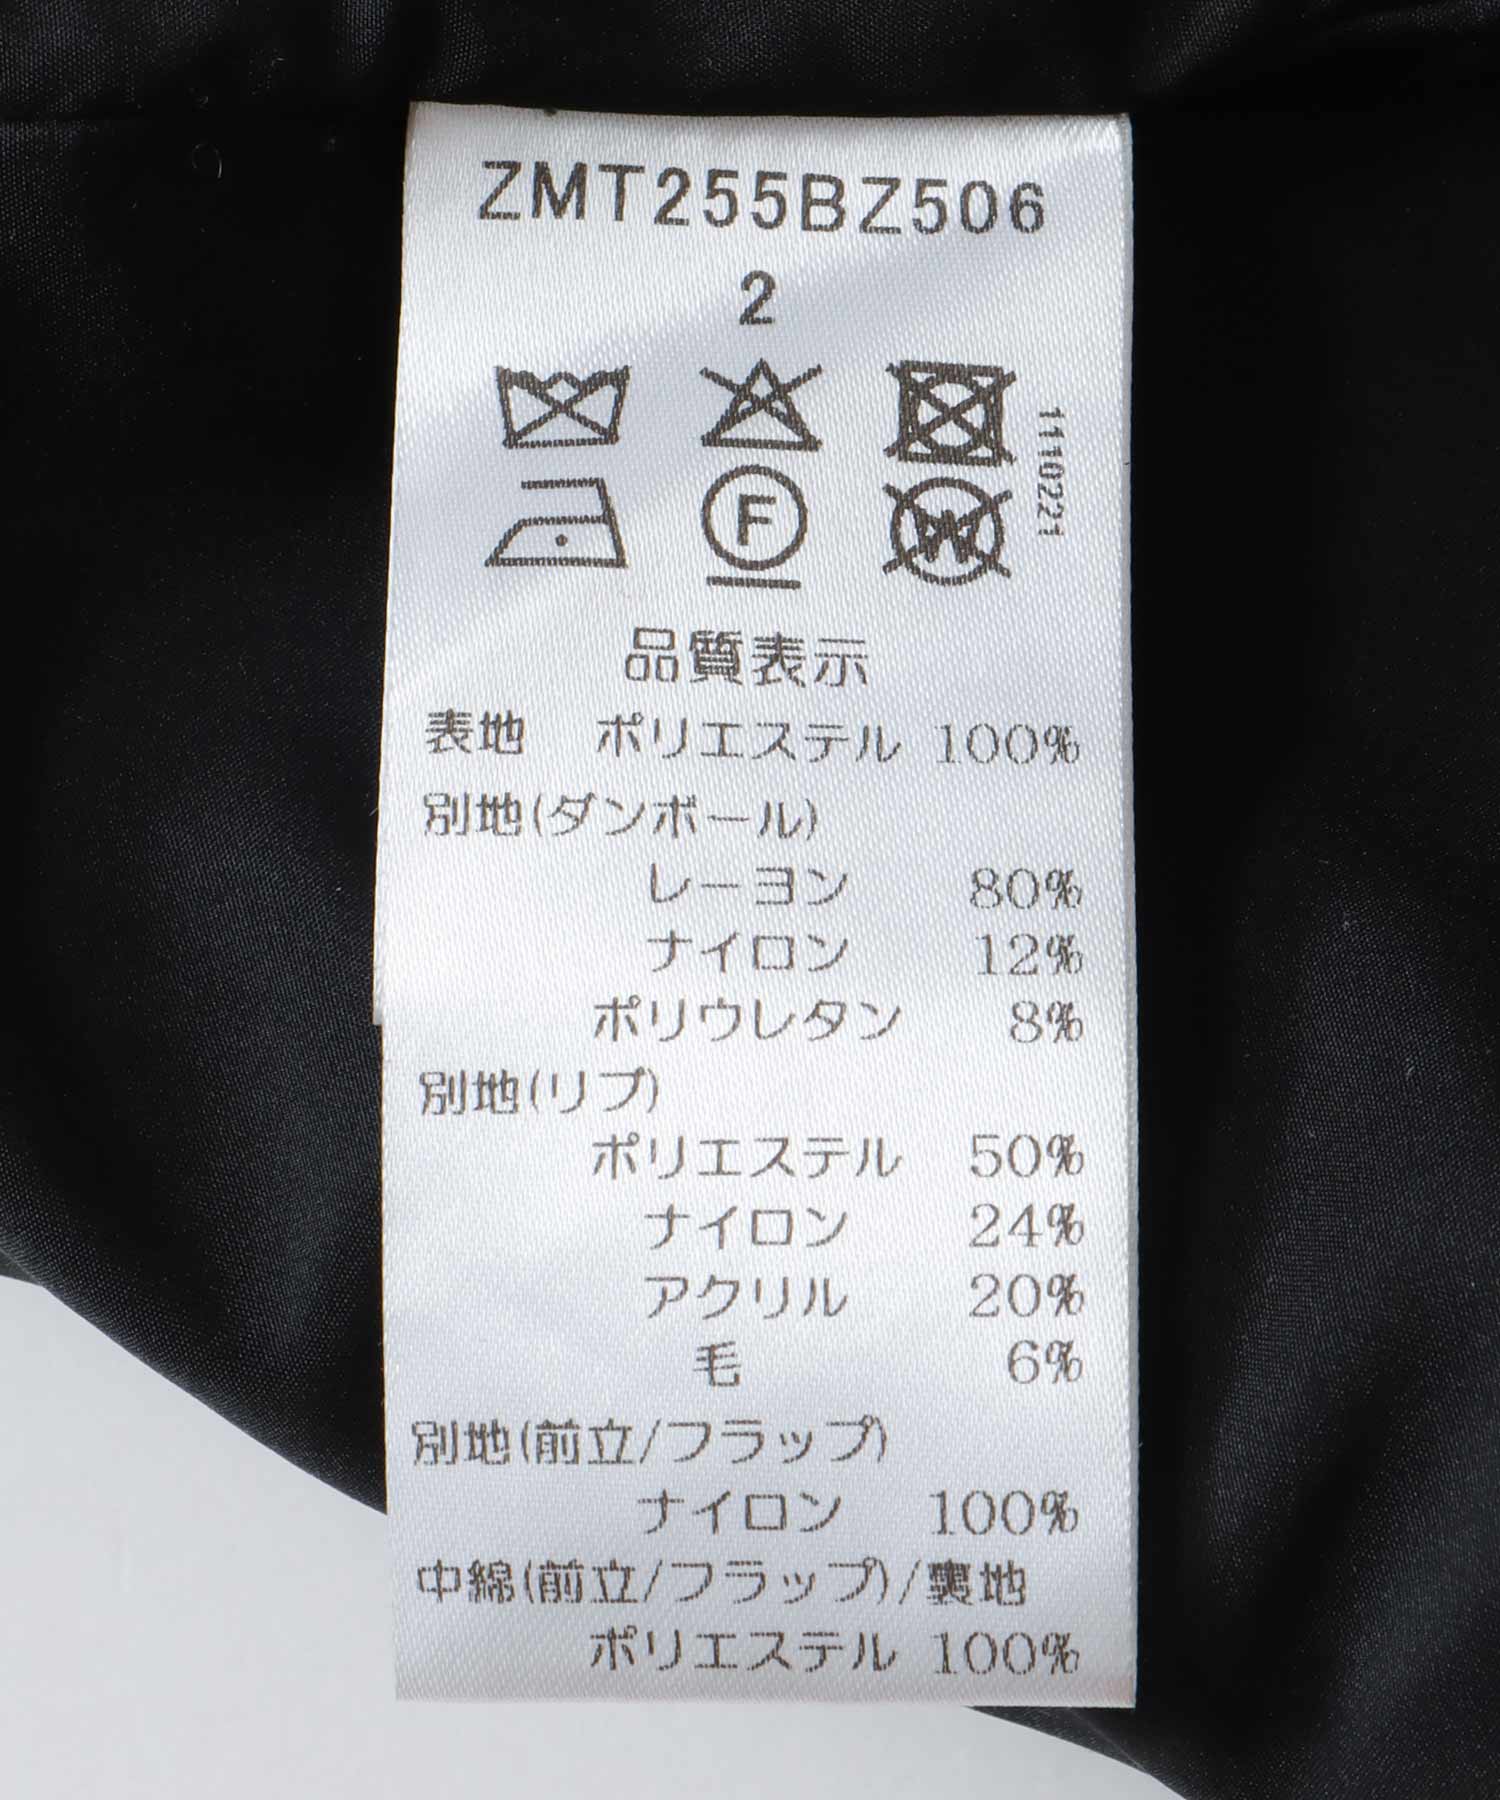 ZMT255BZ506
2
1110221
F
W
品質表示
表地 ポリエステル 100%
別地(ダンボール)
レーヨン 80%
ナイロン 12%
ポリウレタン 8%
別地(リブ)
ポリエステル 50%
ナイロン 24%
アクリル 20%
毛 6%
別地(前立/フラップ)
ナイロン 100%
中綿(前立/フラップ)/裏地
ポリエステル 100%